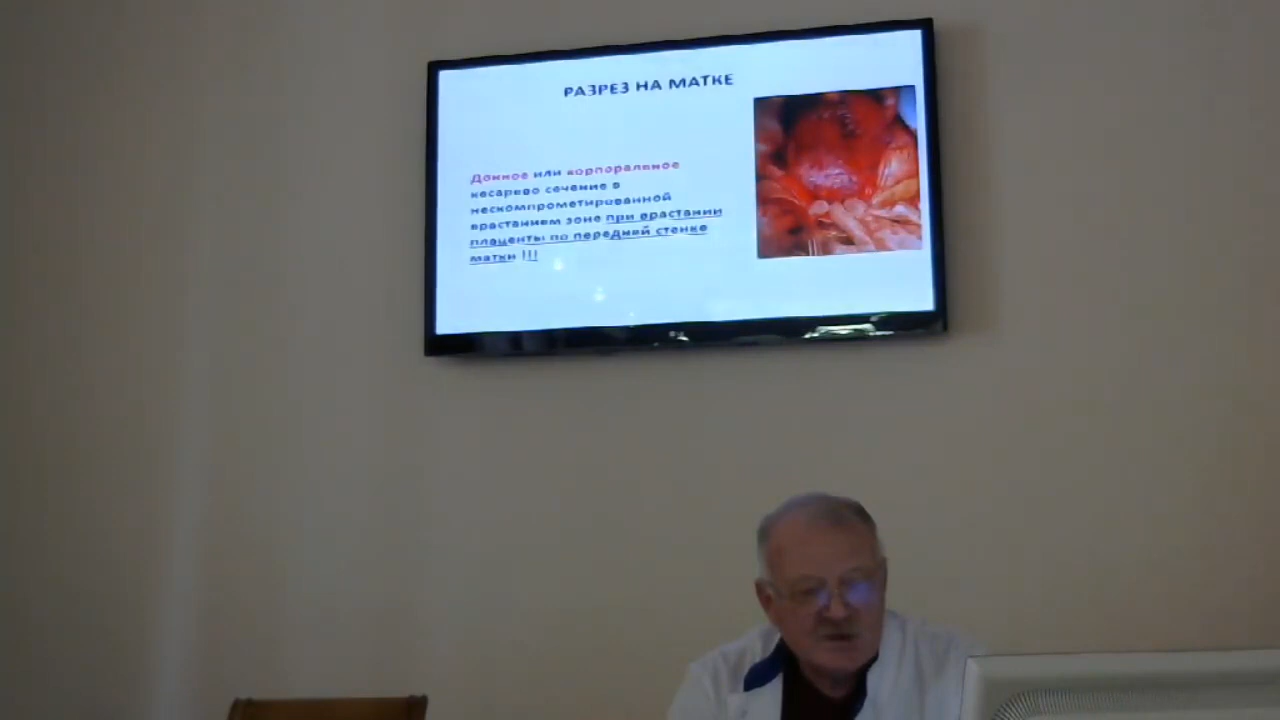 РАЗРЕЗ НА МАТКЕ
Донное или корпоральное
кесарево сечение в
нескомпрометированной
врастанием зоне при врастании
плаценты по передней стенке
матки !!!